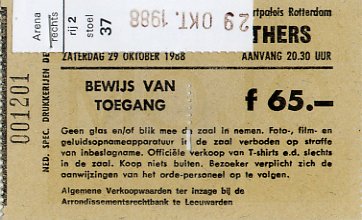 Arena
rechts
rij 2
stoel
37
29 OKT. 1988
rtpaleis Rotterdam
THERS
ZATERDAG 29 OKTOBER 1988
AANVANG 20.30 UUR
001201
NED. SPEC. DRUKKERIJEN DE
BEWIJS VAN
TOEGANG
f 65.—
Geen glas en/of blik mee de zaal in nemen. Foto-, film- en
geluidsopnameapparatuur in de zaal verboden op straffe
van inbeslagname. Officiële verkoop van T-shirts e.d. slechts
in de zaal. Koop niets buiten. Bezoeker verplicht zich de
aanwijzingen van het orde-personeel op te volgen.
Algemene Verkoopwaarden ter inzage bij de
Arrondissementsrechtbank te Leeuwarden